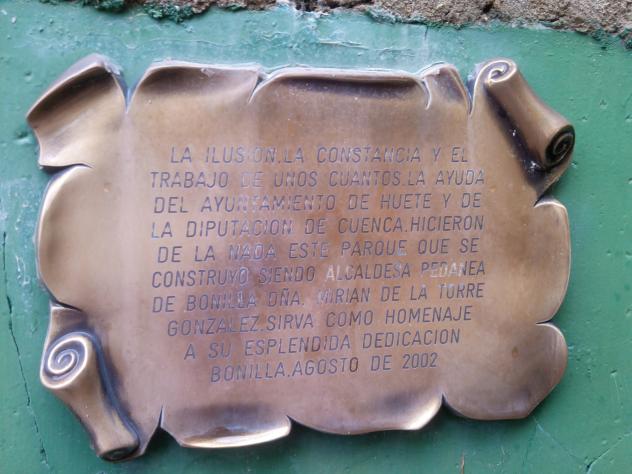 LA ILUSION,LA CONSTANCIA Y EL
TRABAJO DE UNOS CUANTOS.LA AYUDA
DEL AYUNTAMIENTO DE HUETE Y DE
LA DIPUTACION DE CUENCA.HICIERON
DE LA NADA ESTE PARQUE QUE SE
CONSTRUYO SIENDO ALCALDESA PEDANEA
DE BONILLA DÑA. MIRIAN DE LA TORRE
GONZALEZ.SIRVA COMO HOMENAJE
A SU ESPLENDIDA DEDICACION
BONILLA.AGOSTO DE 2002